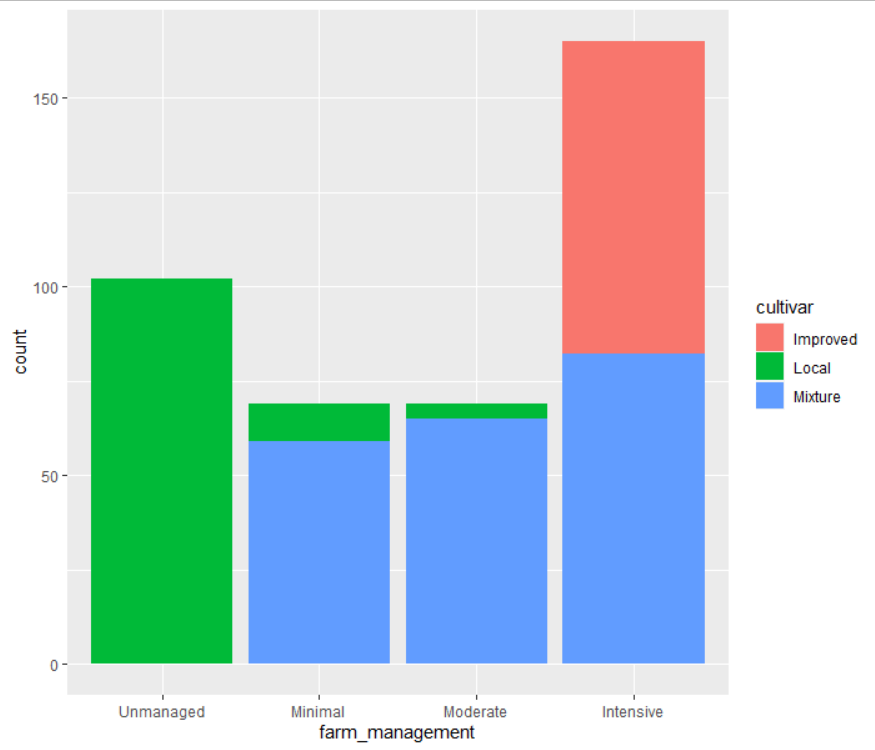 150
100
50
0
count
Unmanaged
Minimal
Moderate
Intensive
farm_management
cultivar
Improved
Local
Mixture